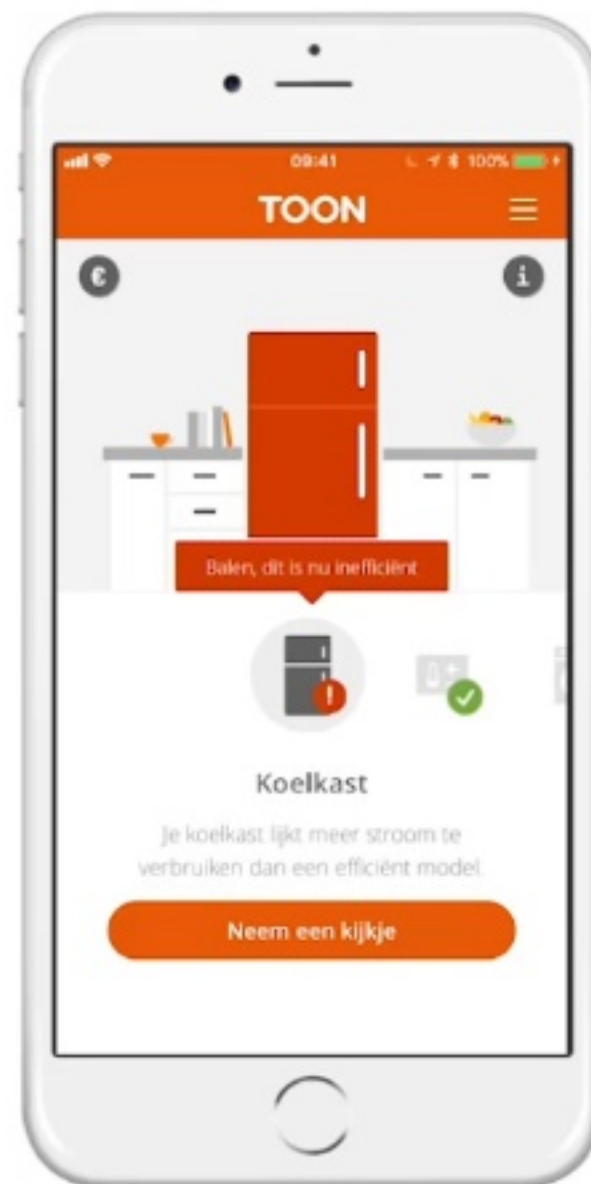 09:41
100%
TOON
€
i
Balen, dit is nu inefficiënt
!
Koelkast
Je koelkast lijkt meer stroom te
verbruiken dan een efficiënt model.
Neem een kijkje